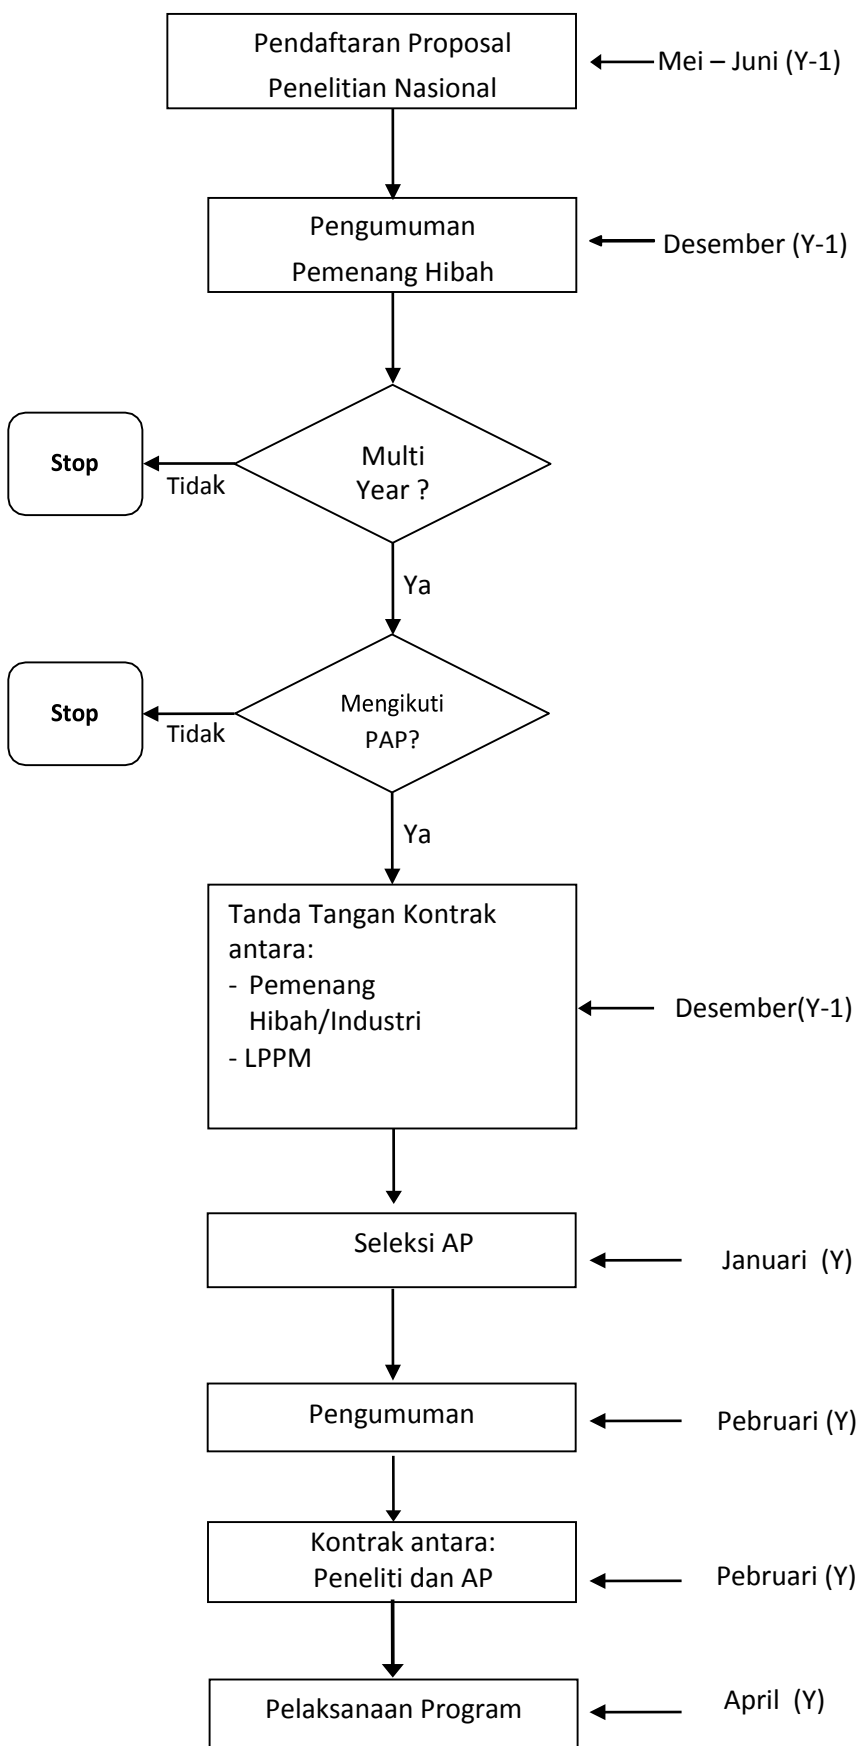 Pendaftaran Proposal
Penelitian Nasional
Mei – Juni (Y-1)
Pengumuman
Pemenang Hibah
Desember (Y-1)
Multi
Year ?
Stop
Tidak
Ya
Mengikuti
PAP?
Stop
Tidak
Ya
Tanda Tangan Kontrak
antara:
- Pemenang
Hibah/Industri
- LPPM
Desember(Y-1)
Seleksi AP
Januari (Y)
Pengumuman
Pebruari (Y)
Kontrak antara:
Peneliti dan AP
Pebruari (Y)
Pelaksanaan Program
April (Y)